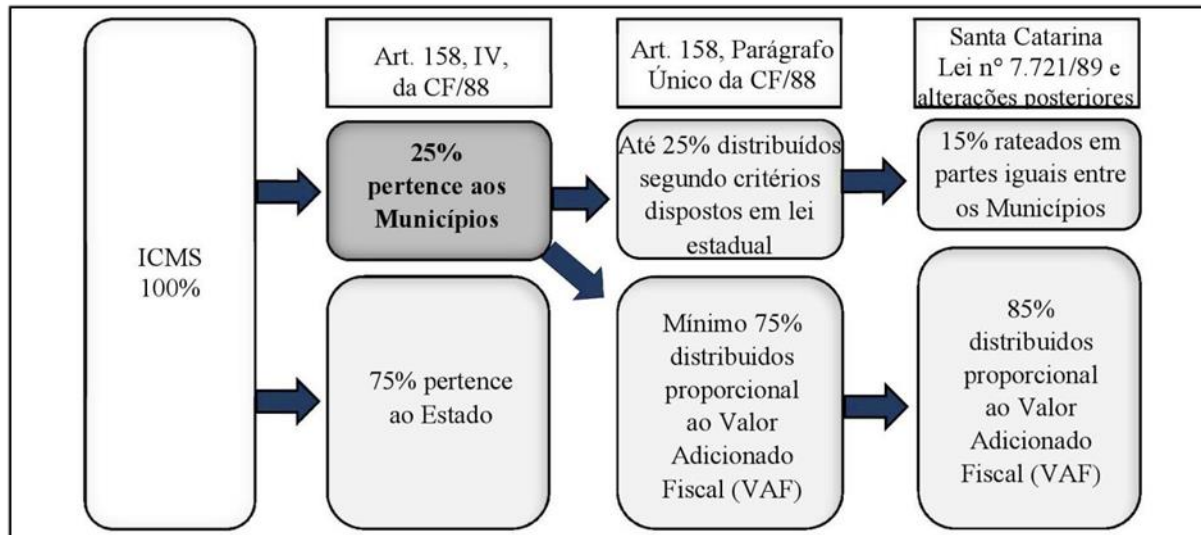 ICMS
100%
Art. 158, IV,
da CF/88
25%
pertence aos
Municípios
75% pertence
ao Estado
Art. 158, Parágrafo
Único da CF/88
Até 25% distribuídos
segundo critérios
dispostos em lei
estadual
Mínimo 75%
distribuidos
proporcional
ao Valor
Adicionado
Fiscal (VAF)
Santa Catarina
Lei n° 7.721/89 e
alterações posteriores
15% rateados em
partes iguais entre
os Municípios
85%
distribuidos
proporcional
ao Valor
Adicionado
Fiscal (VAF)